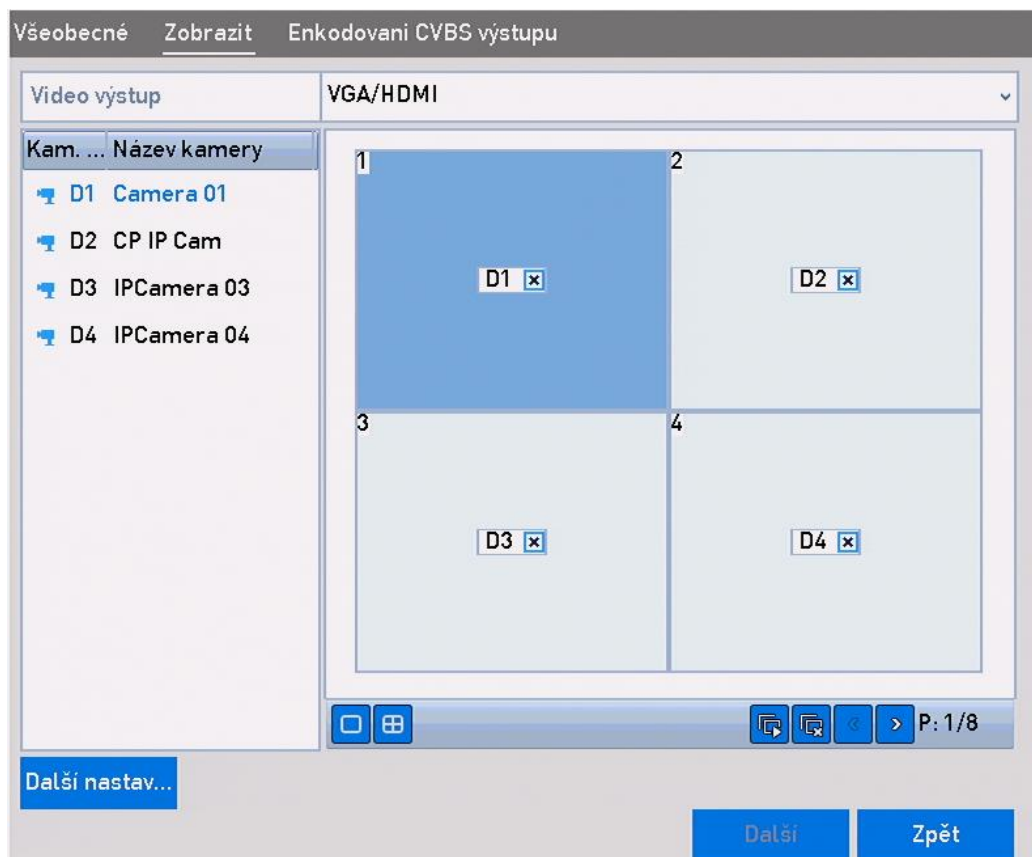 Všeobecné Zobrazit Enkodovani CVBS výstupu
Video výstup VGA/HDMI
Kam. ... Název kamery
D1 Camera 01
D2 CP IP Cam
D3 IPCamera 03
D4 IPCamera 04
1 2
D1 D2
3 4
D3 D4
P: 1/8
Další nastav...
Další Zpět